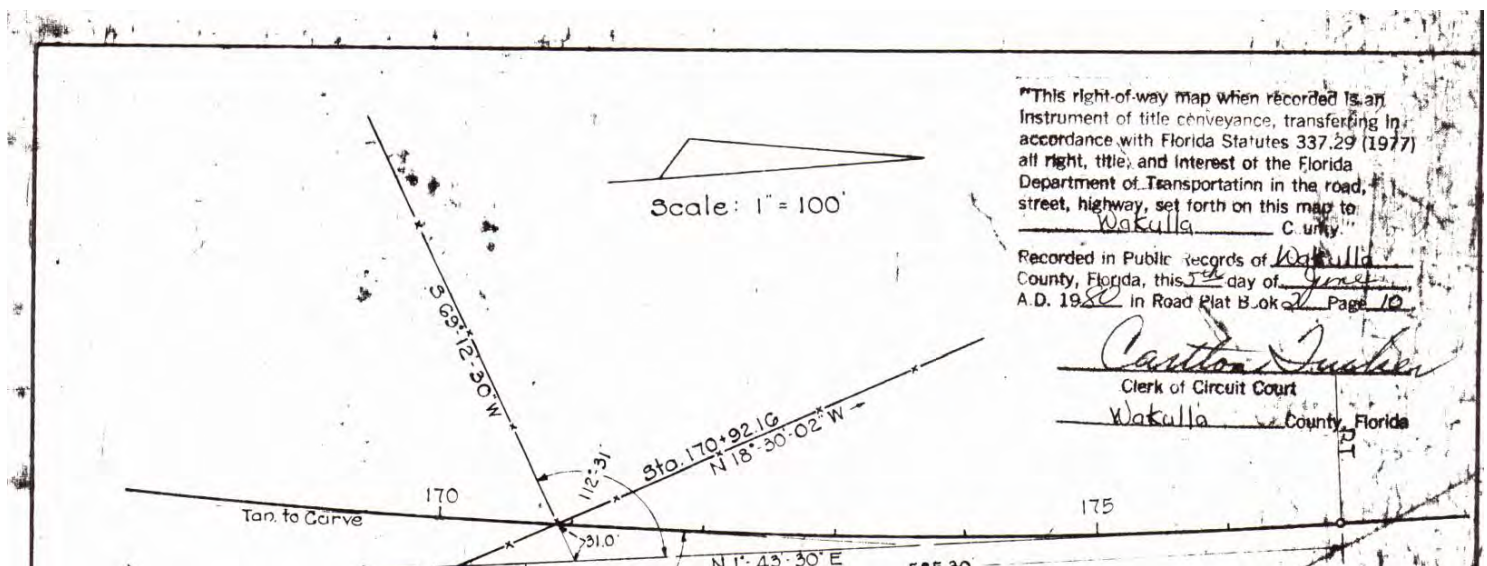 "This right-of-way map when recorded is an
instrument of title conveyance, transferring in
accordance with Florida Statutes 337.29 (1977)
all right, title, and interest of the Florida
Department of Transportation in the road,
street, highway, set forth on this map to
Wakulla C unty."
Recorded in Public Records of Wakulla
County, Florida, this 5th day of June,
A.D. 1980 in Road Plat B ok 2 Page 10.
Carlton Tucker
Clerk of Circuit Court
Wakulla County, Florida
Scale: 1" = 100'
S 69°-12'-30" W
Sta. 170+92.16
N 18°-30'-02" W
112°-31
P.T.
170
175
Tan. to Curve
31.0'
N 1°-43'-30" E